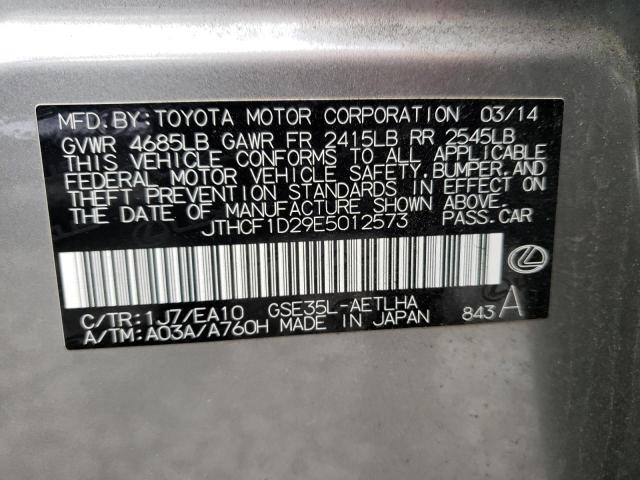 MFD.BY:TOYOTA MOTOR CORPORATION 03/14
GVWR 4685LB GAWR FR 2415LB RR 2545LB
THIS VEHICLE CONFORMS TO ALL APPLICABLE
FEDERAL MOTOR VEHICLE SAFETY,BUMPER,AND
THEFT PREVENTION STANDARDS IN EFFECT ON
THE DATE OF MANUFACTURE SHOWN ABOVE.
JTHCF1D29E5012573 PASS.CAR
C/TR:1J7/EA10 GSE35L-AETLHA
A/TM:A03A/A760H MADE IN JAPAN 843 A